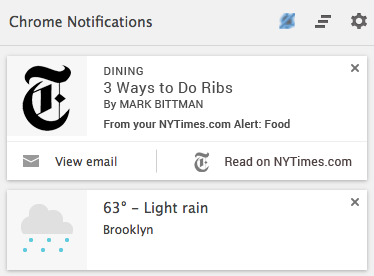 Chrome Notifications
DINING
3 Ways to Do Ribs
By MARK BITTMAN
From your NYTimes.com Alert: Food
View email
Read on NYTimes.com
63° - Light rain
Brooklyn